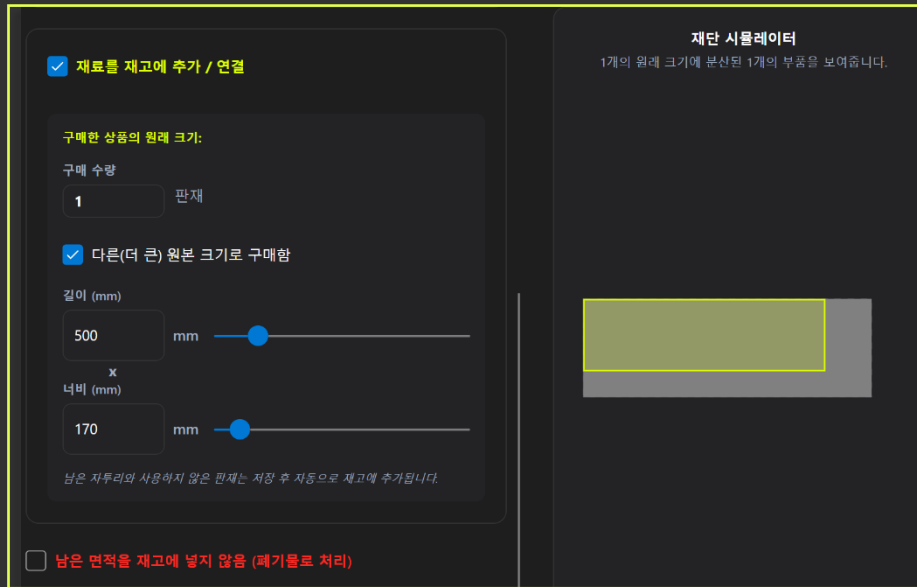 재료를 재고에 추가 / 연결
구매한 상품의 원래 크기:
구매 수량
1 판재
다른(더 큰) 원본 크기로 구매함
길이 (mm)
500 mm
x
너비 (mm)
170 mm
남은 자투리와 사용하지 않은 판재는 저장 후 자동으로 재고에 추가됩니다.
남은 면적을 재고에 넣지 않음 (폐기물로 처리)
재단 시뮬레이터
1개의 원래 크기에 분산된 1개의 부품을 보여줍니다.